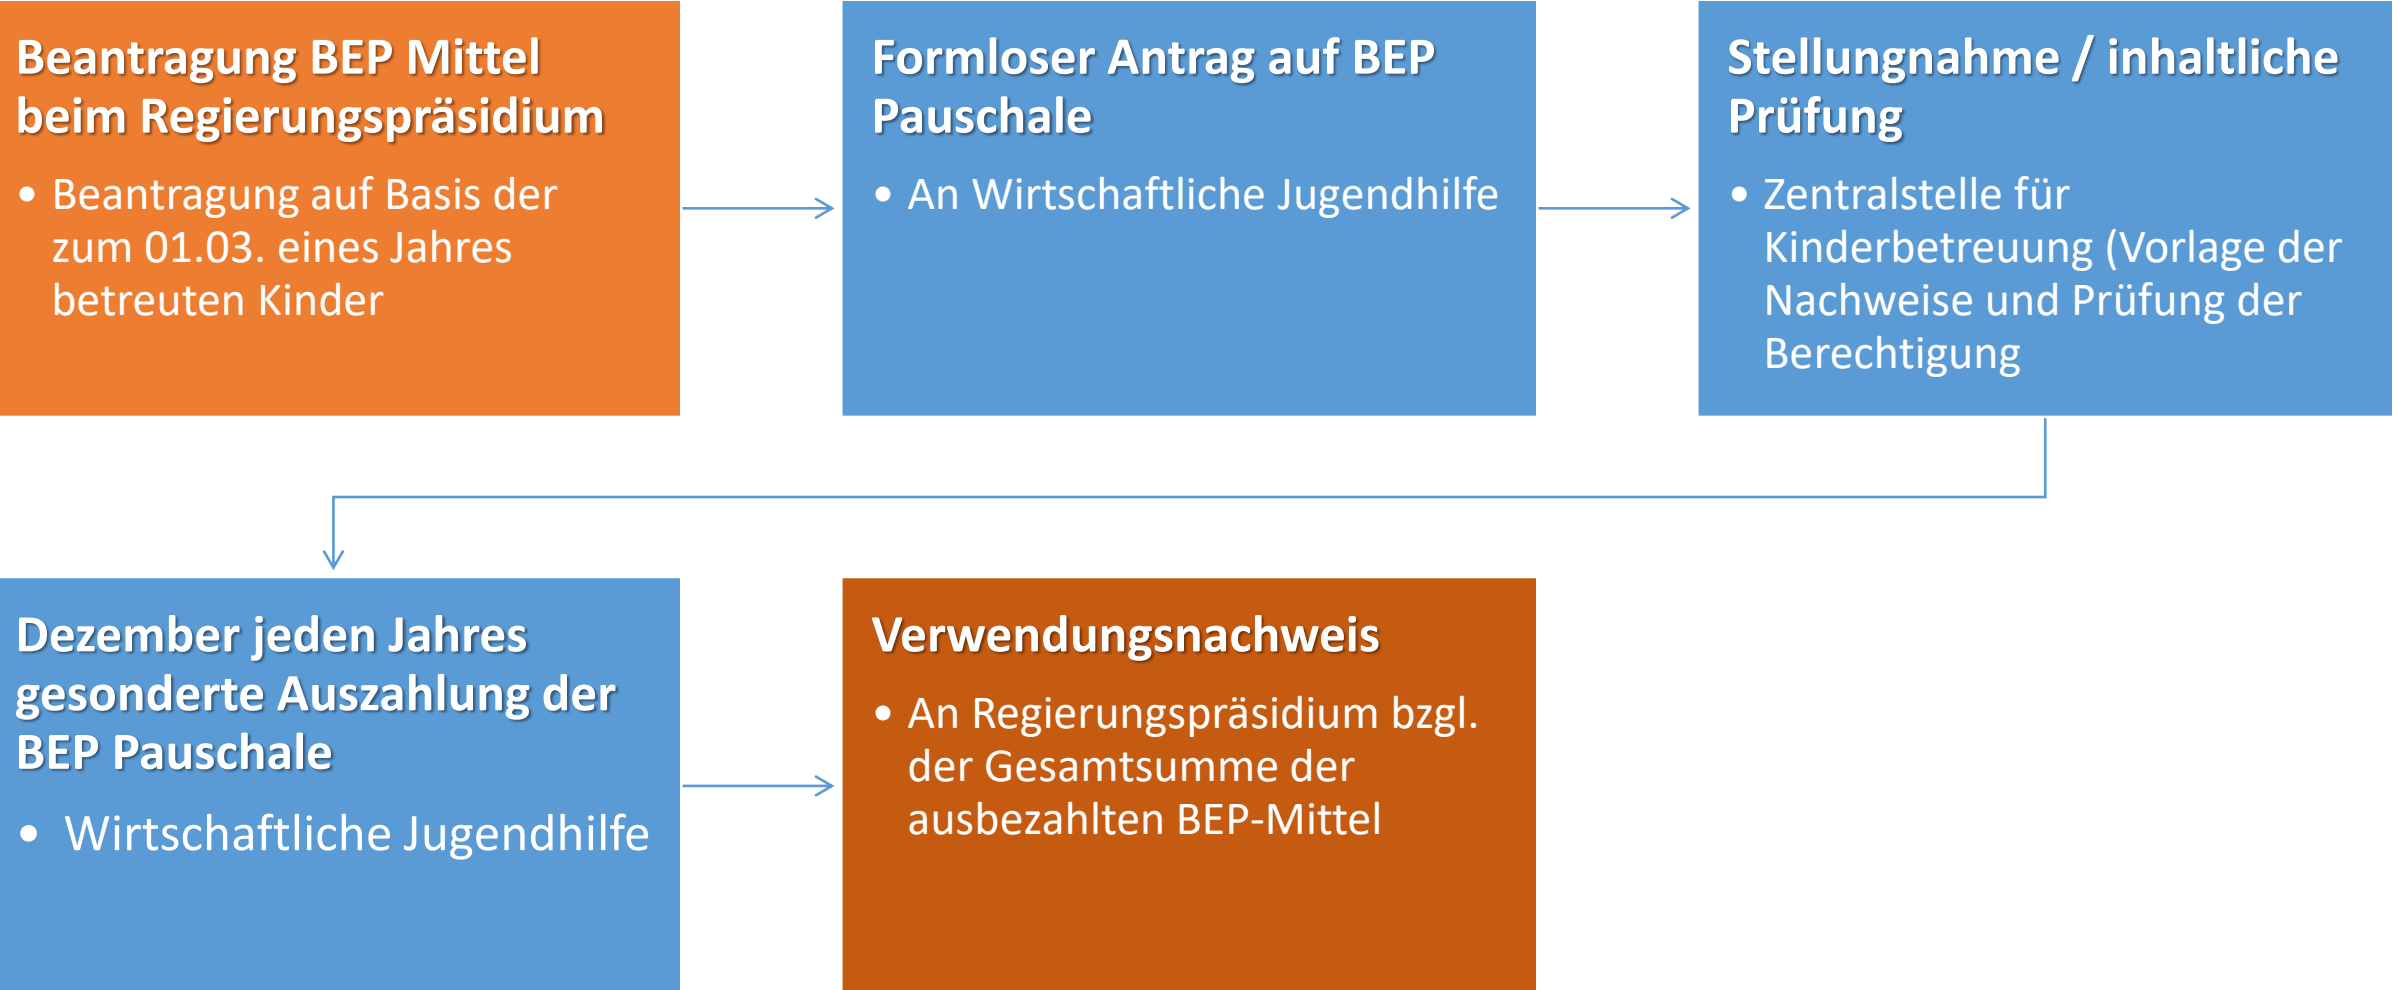 Beantragung BEP Mittel
beim Regierungspräsidium
• Beantragung auf Basis der
zum 01.03. eines Jahres
betreuten Kinder
Formloser Antrag auf BEP
Pauschale
• An Wirtschaftliche Jugendhilfe
Stellungnahme / inhaltliche
Prüfung
• Zentralstelle für
Kinderbetreuung (Vorlage der
Nachweise und Prüfung der
Berechtigung
Dezember jeden Jahres
gesonderte Auszahlung der
BEP Pauschale
• Wirtschaftliche Jugendhilfe
Verwendungsnachweis
• An Regierungspräsidium bzgl.
der Gesamtsumme der
ausbezahlten BEP-Mittel